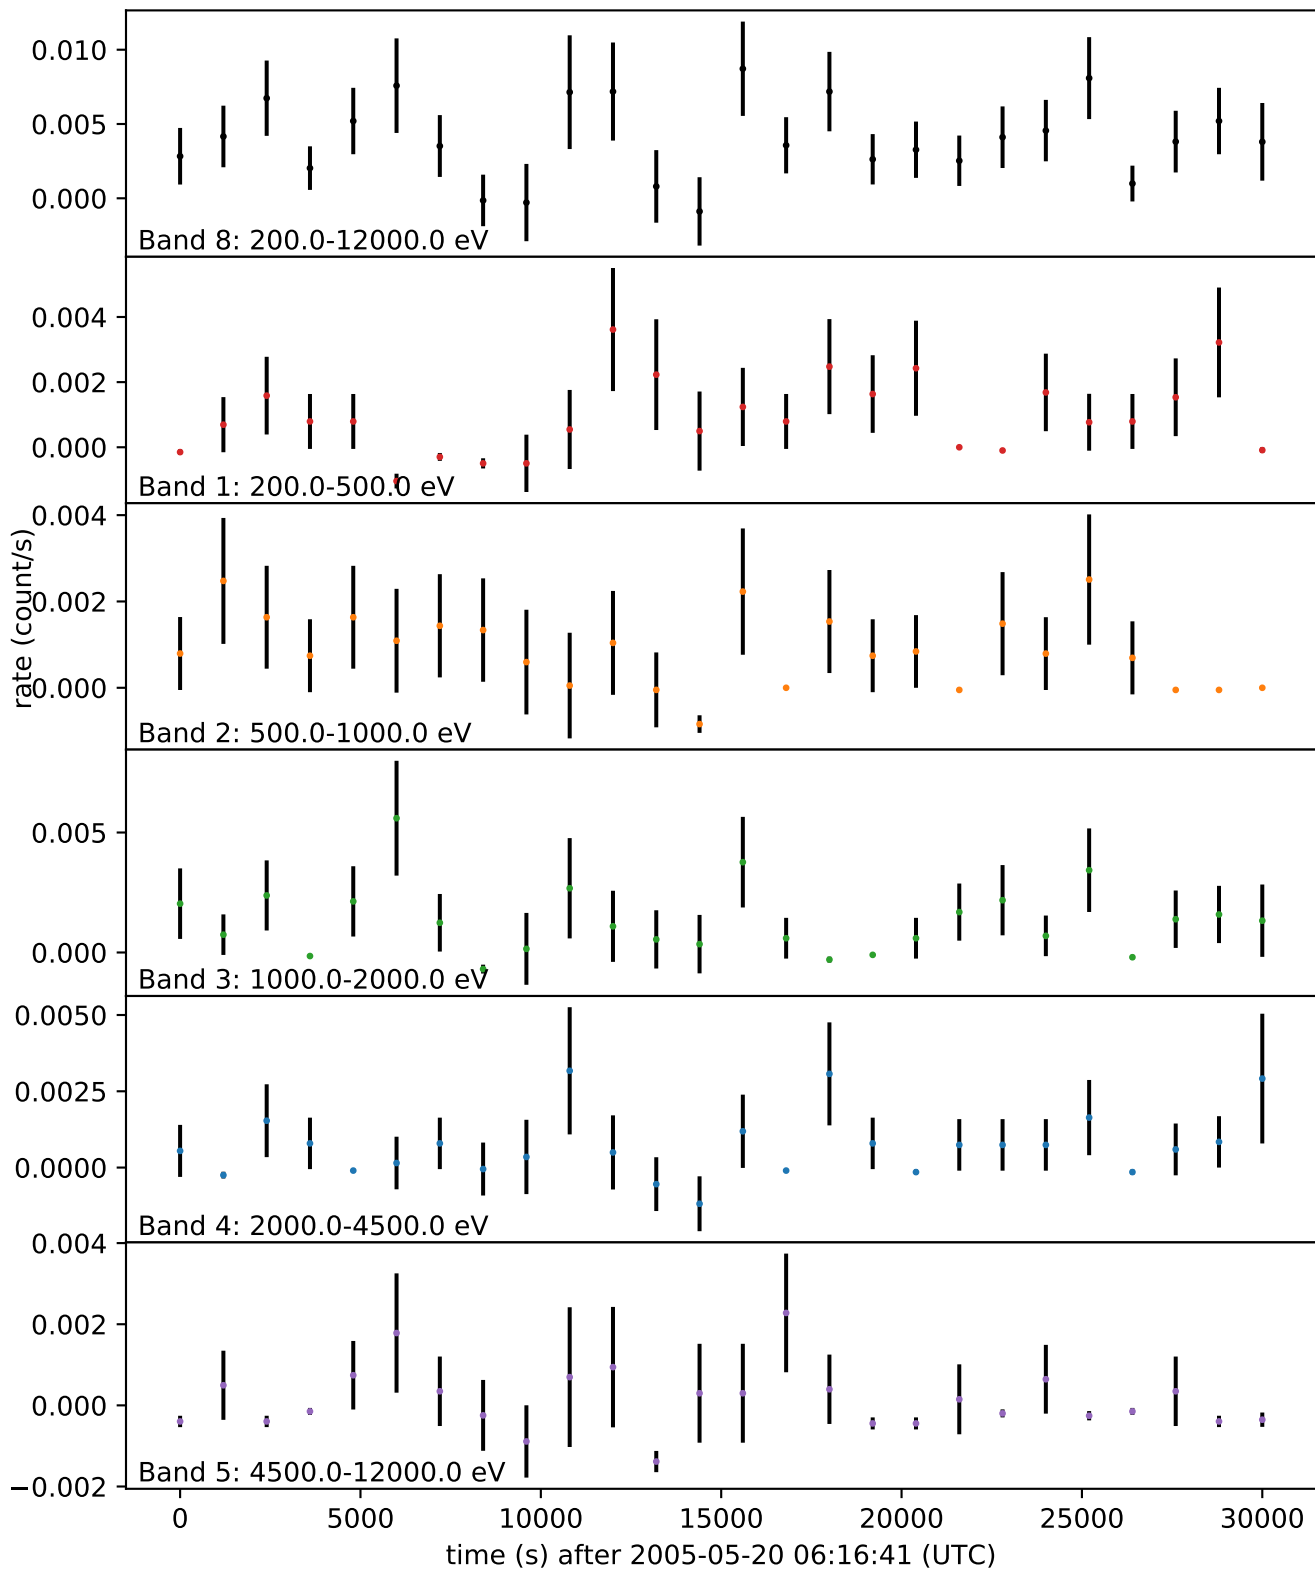 0.010
0.005
0.000
Band 8: 200.0-12000.0 eV
0.004
0.002
0.000
Band 1: 200.0-500.0 eV
rate (count/s)
0.004
0.002
0.000
Band 2: 500.0-1000.0 eV
0.005
0.000
Band 3: 1000.0-2000.0 eV
0.0050
0.0025
0.0000
Band 4: 2000.0-4500.0 eV
0.004
0.002
0.000
−0.002
Band 5: 4500.0-12000.0 eV
0 5000 10000 15000 20000 25000 30000
time (s) after 2005-05-20 06:16:41 (UTC)